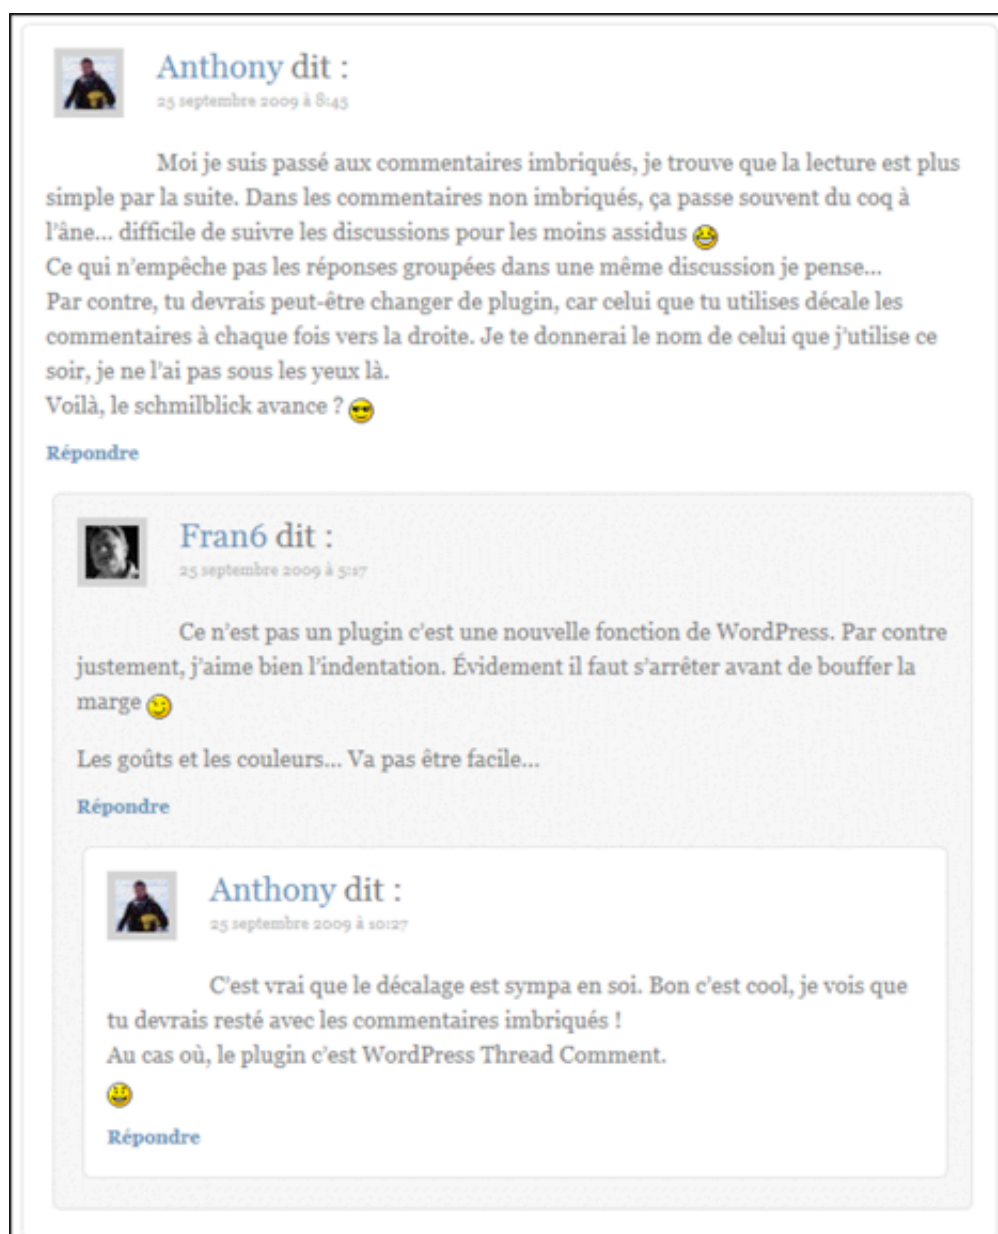 Anthony dit :
25 septembre 2009 à 8:45
Moi je suis passé aux commentaires imbriqués, je trouve que la lecture est plus
simple par la suite. Dans les commentaires non imbriqués, ça passe souvent du coq à
l’âne… difficile de suivre les discussions pour les moins assidus
Ce qui n’empêche pas les réponses groupées dans une même discussion je pense…
Par contre, tu devrais peut-être changer de plugin, car celui que tu utilises décale les
commentaires à chaque fois vers la droite. Je te donnerai le nom de celui que j’utilise ce
soir, je ne l’ai pas sous les yeux là.
Voilà, le schmilblick avance ?
Répondre
Fran6 dit :
25 septembre 2009 à 5:17
Ce n’est pas un plugin c’est une nouvelle fonction de WordPress. Par contre
justement, j’aime bien l’indentation. Évidement il faut s’arrêter avant de bouffer la
marge
Les goûts et les couleurs… Va pas être facile…
Répondre
Anthony dit :
25 septembre 2009 à 10:27
C’est vrai que le décalage est sympa en soi. Bon c’est cool, je vois que
tu devrais resté avec les commentaires imbriqués !
Au cas où, le plugin c’est WordPress Thread Comment.
Répondre